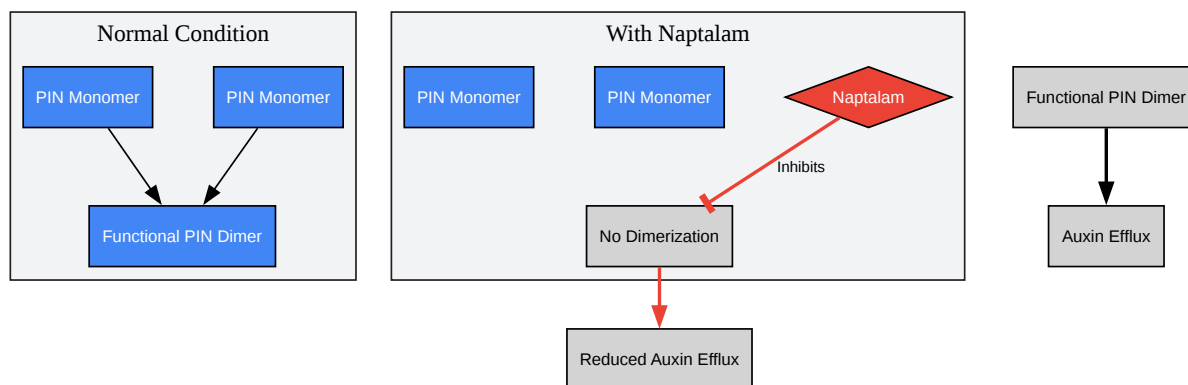 Normal Condition
PIN Monomer
PIN Monomer
Functional PIN Dimer
With Naptalam
PIN Monomer
PIN Monomer
Naptalam
Inhibits
No Dimerization
Reduced Auxin Efflux
Functional PIN Dimer
Auxin Efflux